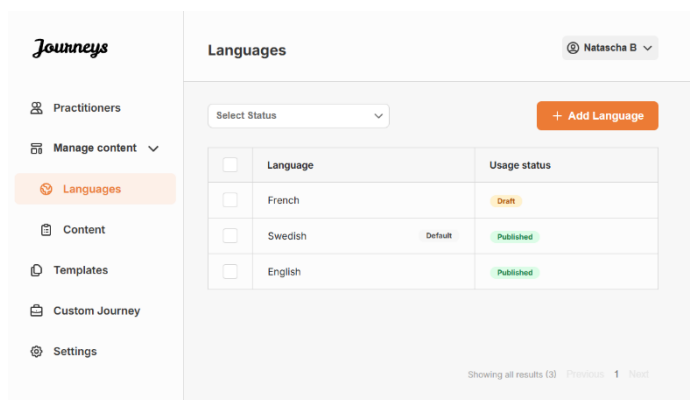 Journeys
Languages
Natascha B
Practitioners
Manage content
Languages
Content
Templates
Custom Journey
Settings
Select Status
+ Add Language
Language Usage status
French Draft
Swedish Default Published
English Published
Showing all results (3) Previous 1 Next